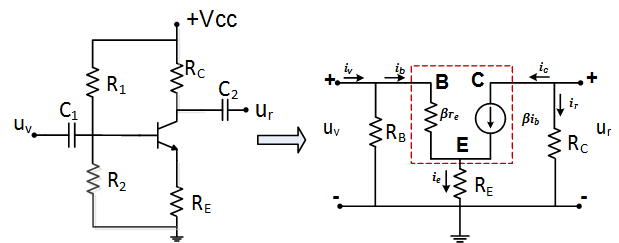 +Vcc
R1
RC
C2
C1
ur
uv
R2
RE
iv
ib
ic
+
B
C
+
ir
uv
RB
βre
βib
RC
ur
E
ie
RE
-
-